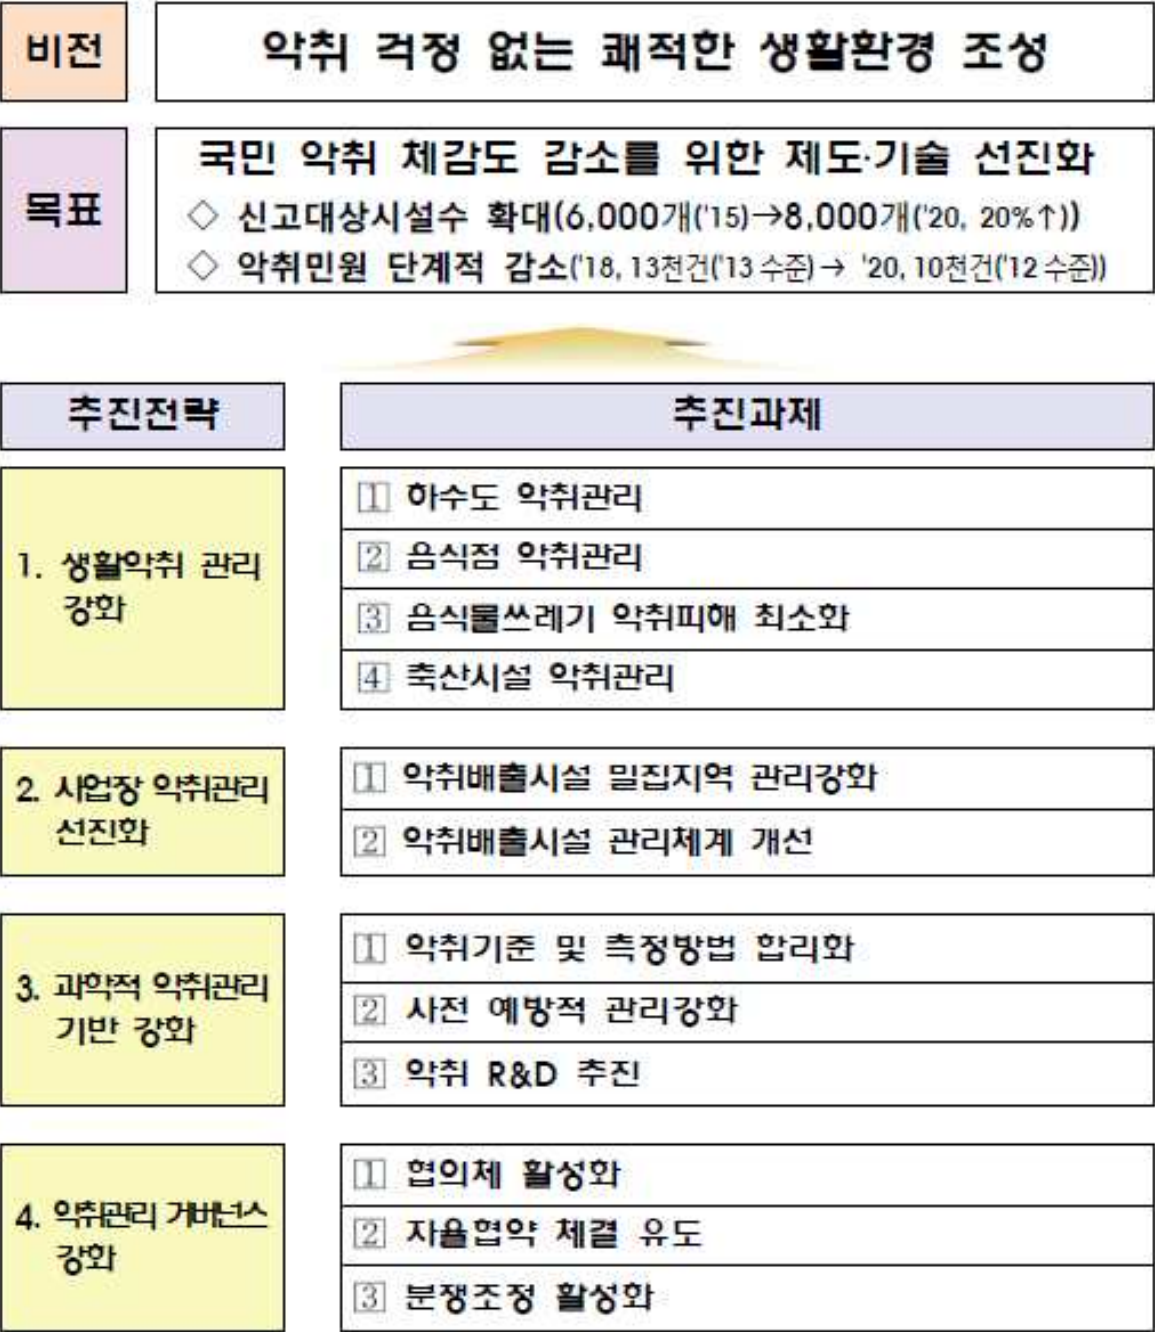 비전
악취 걱정 없는 쾌적한 생활환경 조성
목표
국민 악취 체감도 감소를 위한 제도·기술 선진화
◇ 신고대상시설수 확대(6,000개('15)→8,000개('20, 20%↑))
◇ 악취민원 단계적 감소('18, 13천건('13 수준) → '20, 10천건('12 수준))
추진전략
추진과제
1. 생활악취 관리
강화
1 하수도 악취관리
2 음식점 악취관리
3 음식물쓰레기 악취피해 최소화
4 축산시설 악취관리
2. 사업장 악취관리
선진화
1 악취배출시설 밀집지역 관리강화
2 악취배출시설 관리체계 개선
3. 과학적 악취관리
기반 강화
1 악취기준 및 측정방법 합리화
2 사전 예방적 관리강화
3 악취 R&D 추진
4. 악취관리 거버넌스
강화
1 협의체 활성화
2 자율협약 체결 유도
3 분쟁조정 활성화